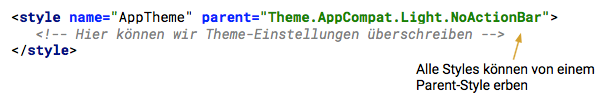 <style name="AppTheme" parent="Theme.AppCompat.Light.NoActionBar">
<!-- Hier können wir Theme-Einstellungen überschreiben -->
</style>
Alle Styles können von einem
Parent-Style erben